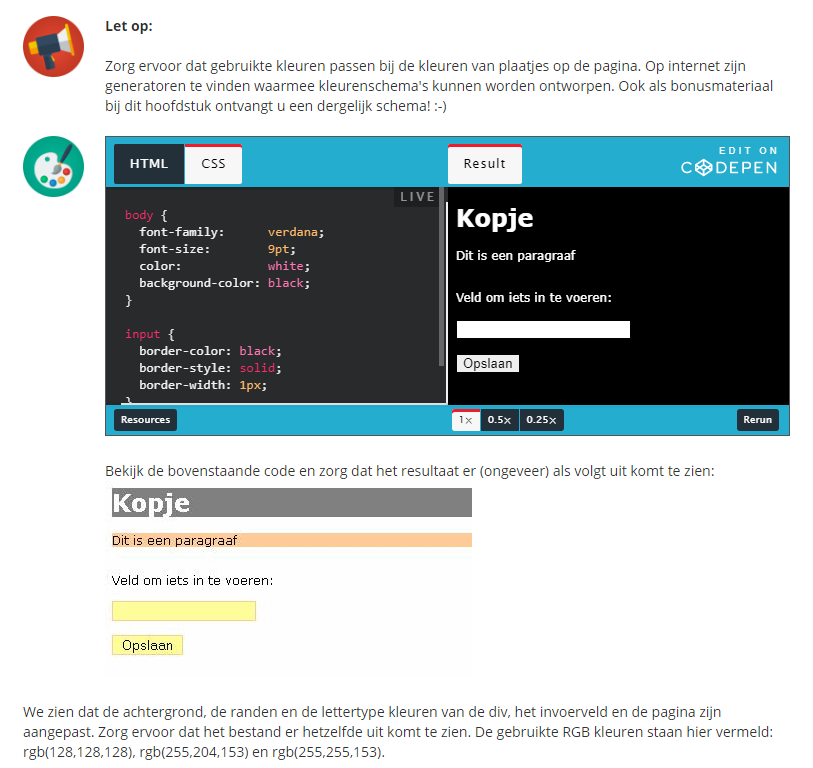 Let op:
Zorg ervoor dat gebruikte kleuren passen bij de kleuren van plaatjes op de pagina. Op internet zijn
generatoren te vinden waarmee kleurenschema's kunnen worden ontworpen. Ook als bonusmateriaal
bij dit hoofdstuk ontvangt u een dergelijk schema! :-)
HTML
CSS
Result
EDIT ON
CODEPEN
LIVE
body {
font-family: verdana;
font-size: 9pt;
color: white;
background-color: black;
}
input {
border-color: black;
border-style: solid;
border-width: 1px;
}
Kopje
Dit is een paragraaf
Veld om iets in te voeren:
Opslaan
Resources
1x
0.5x
0.25x
Rerun
Bekijk de bovenstaande code en zorg dat het resultaat er (ongeveer) als volgt uit komt te zien:
Kopje
Dit is een paragraaf
Veld om iets in te voeren:
Opslaan
We zien dat de achtergrond, de randen en de lettertype kleuren van de div, het invoerveld en de pagina zijn
aangepast. Zorg ervoor dat het bestand er hetzelfde uit komt te zien. De gebruikte RGB kleuren staan hier vermeld:
rgb(128,128,128), rgb(255,204,153) en rgb(255,255,153).